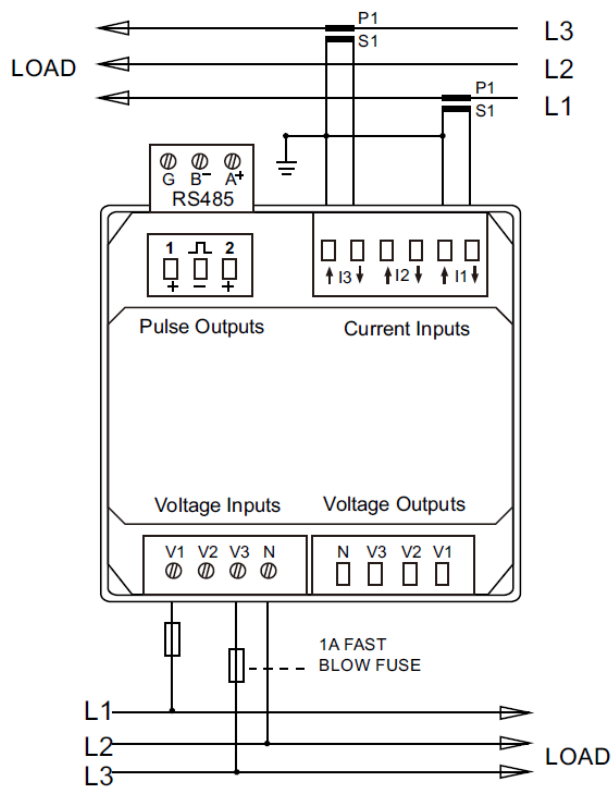 P1
L3
S1
LOAD
L2
P1
L1
S1
G B- A+
RS485
1 2
+ - +
I3 I2 I1
Pulse Outputs
Current Inputs
Voltage Inputs
Voltage Outputs
V1 V2 V3 N
N V3 V2 V1
1A FAST
BLOW FUSE
L1
L2
LOAD
L3